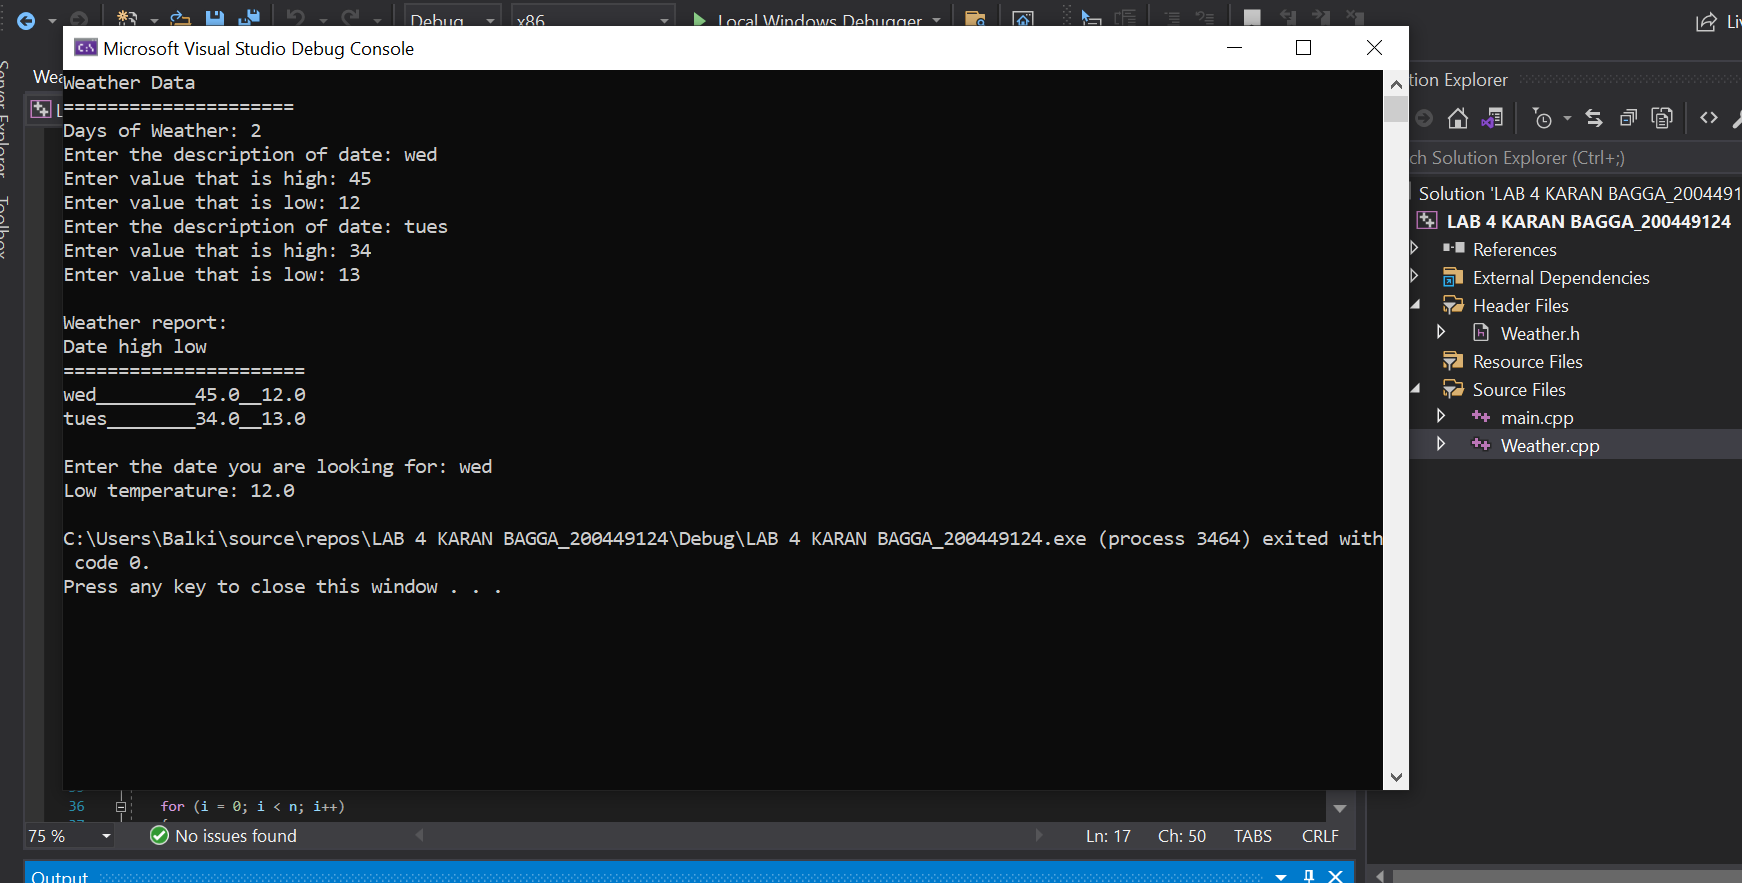 Debug
x86
Local Windows Debugger
Microsoft Visual Studio Debug Console
Weather Data
=====================
Days of Weather: 2
Enter the description of date: wed
Enter value that is high: 45
Enter value that is low: 12
Enter the description of date: tues
Enter value that is high: 34
Enter value that is low: 13
Weather report:
Date high low
======================
wed_________45.0__12.0
tues________34.0__13.0
Enter the date you are looking for: wed
Low temperature: 12.0
C:\Users\Balki\source\repos\LAB 4 KARAN BAGGA_200449124\Debug\LAB 4 KARAN BAGGA_200449124.exe (process 3464) exited with
code 0.
Press any key to close this window . . .
Server Explorer
Toolbox
36 for (i = 0; i < n; i++)
75 %
No issues found
Ln: 17
Ch: 50
TABS
CRLF
Output
Explorer
Solution Explorer (Ctrl+;)
Solution 'LAB 4 KARAN BAGGA_2004491
LAB 4 KARAN BAGGA_200449124
References
External Dependencies
Header Files
Weather.h
Resource Files
Source Files
main.cpp
Weather.cpp